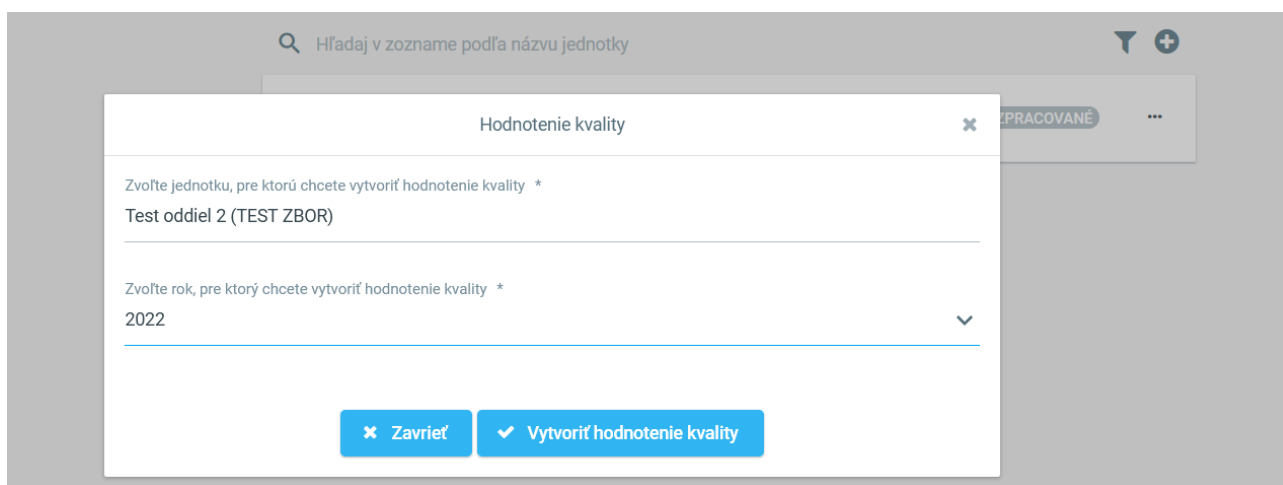 Hľadaj v zozname podľa názvu jednotky
Hodnotenie kvality
ZPRACOVANÉ
Zvoľte jednotku, pre ktorú chcete vytvoriť hodnotenie kvality *
Test oddiel 2 (TEST ZBOR)
Zvoľte rok, pre ktorý chcete vytvoriť hodnotenie kvality *
2022
Zavrieť
Vytvoriť hodnotenie kvality